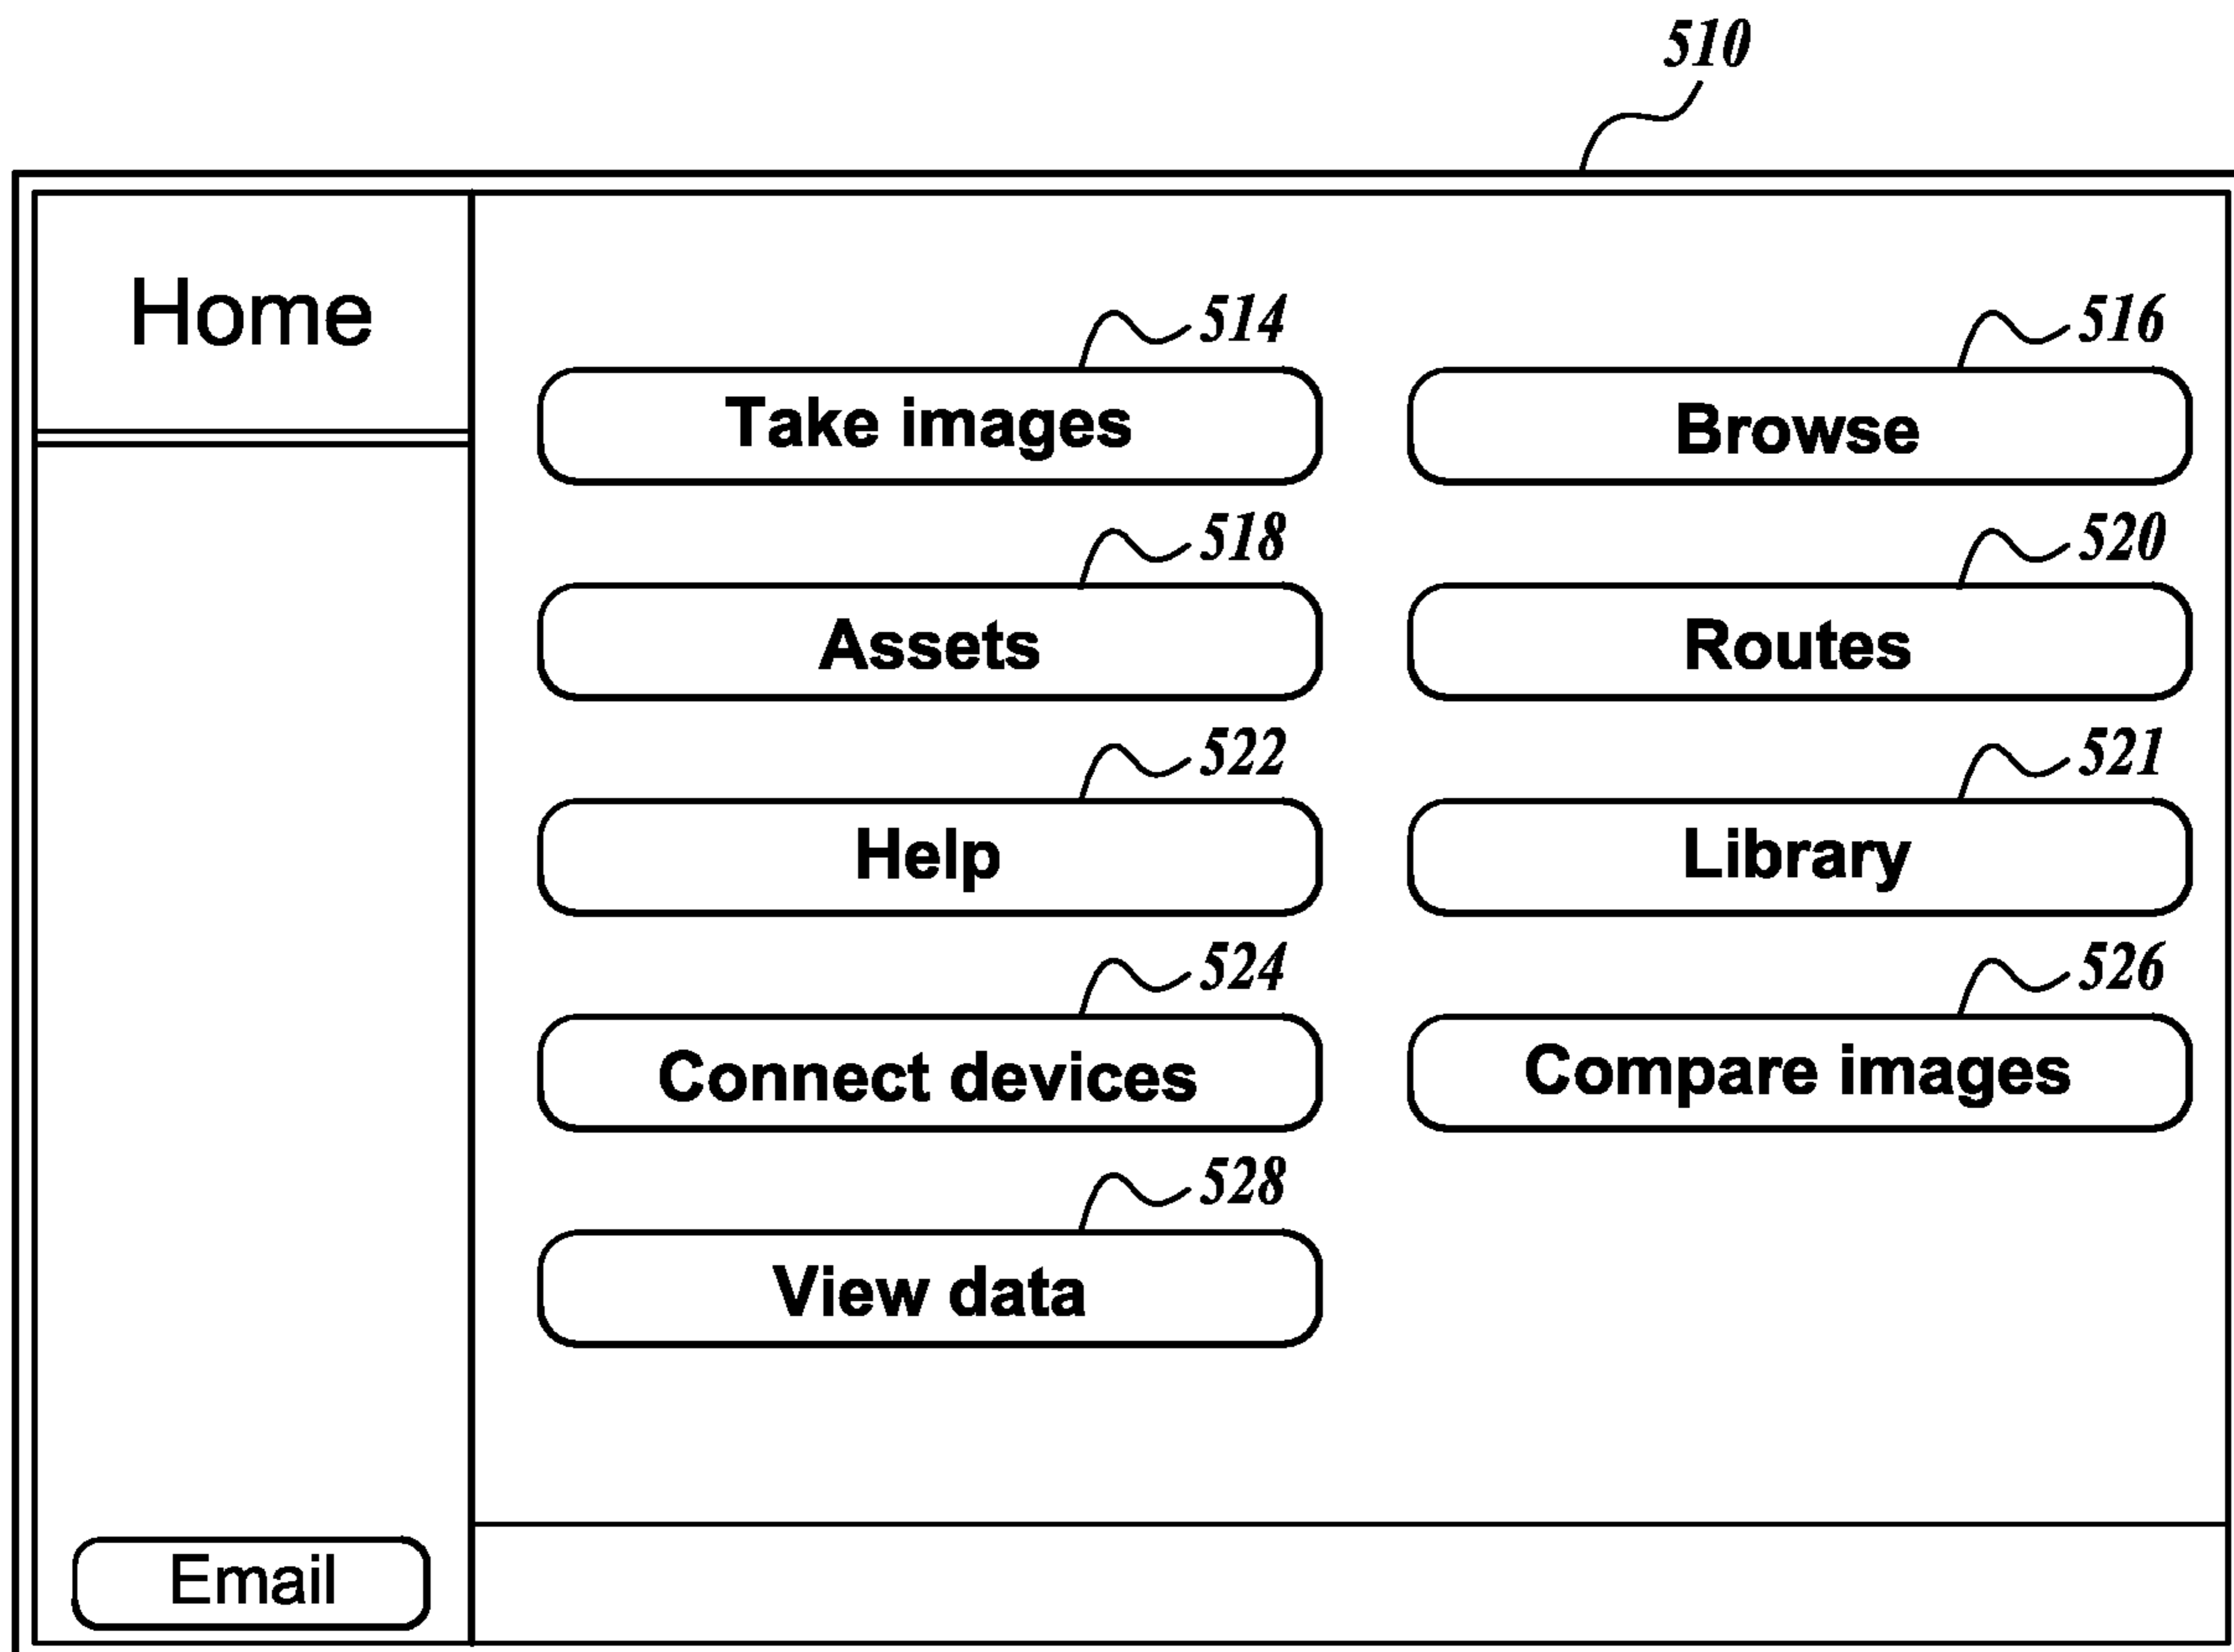 510
Home
514
516
Take images
Browse
518
520
Assets
Routes
522
521
Help
Library
524
526
Connect devices
Compare images
528
View data
Email